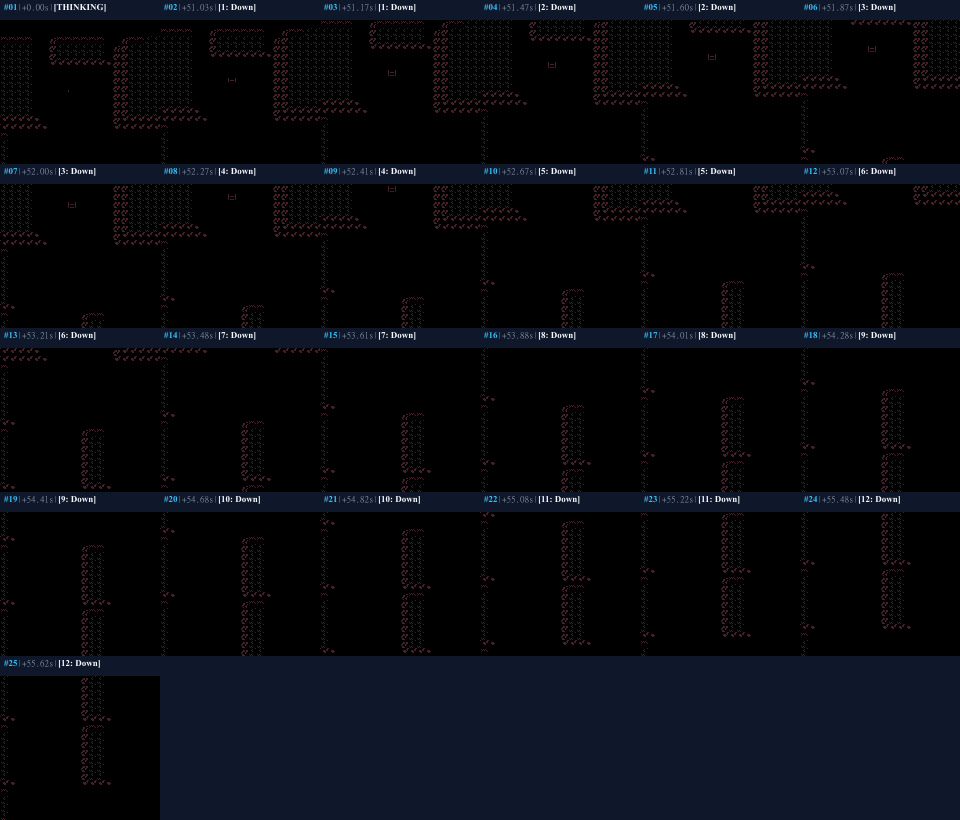 #01|+0.00s|[THINKING] #02|+51.03s|[1: Down] #03|+51.17s|[1: Down] #04|+51.47s|[2: Down] #05|+51.60s|[2: Down] #06|+51.87s|[3: Down]
#07|+52.00s|[3: Down] #08|+52.27s|[4: Down] #09|+52.41s|[4: Down] #10|+52.67s|[5: Down] #11|+52.81s|[5: Down] #12|+53.07s|[6: Down]
#13|+53.21s|[6: Down] #14|+53.48s|[7: Down] #15|+53.61s|[7: Down] #16|+53.88s|[8: Down] #17|+54.01s|[8: Down] #18|+54.28s|[9: Down]
#19|+54.41s|[9: Down] #20|+54.68s|[10: Down] #21|+54.82s|[10: Down] #22|+55.08s|[11: Down] #23|+55.22s|[11: Down] #24|+55.48s|[12: Down]
#25|+55.62s|[12: Down]